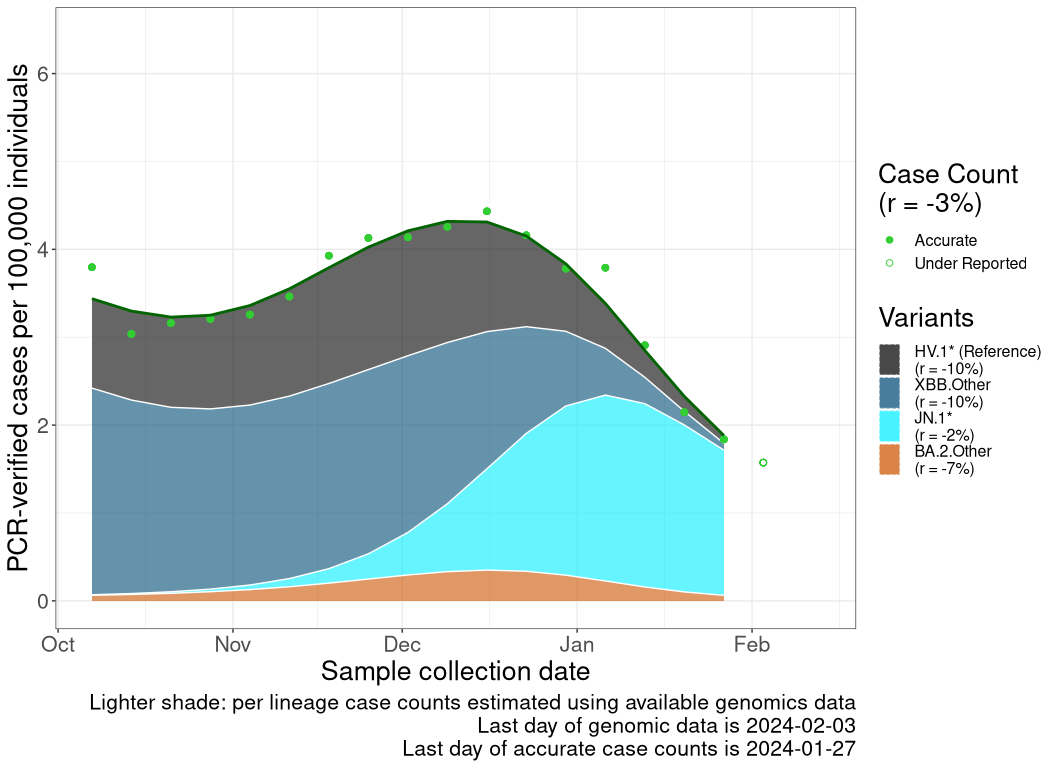 PCR-verified cases per 100,000 individuals
6
4
2
0
Oct
Nov
Dec
Jan
Feb
Sample collection date
Lighter shade: per lineage case counts estimated using available genomics data
Last day of genomic data is 2024-02-03
Last day of accurate case counts is 2024-01-27
Case Count
(r = -3%)
Accurate
Under Reported
Variants
HV.1* (Reference)
(r = -10%)
XBB.Other
(r = -10%)
JN.1*
(r = -2%)
BA.2.Other
(r = -7%)